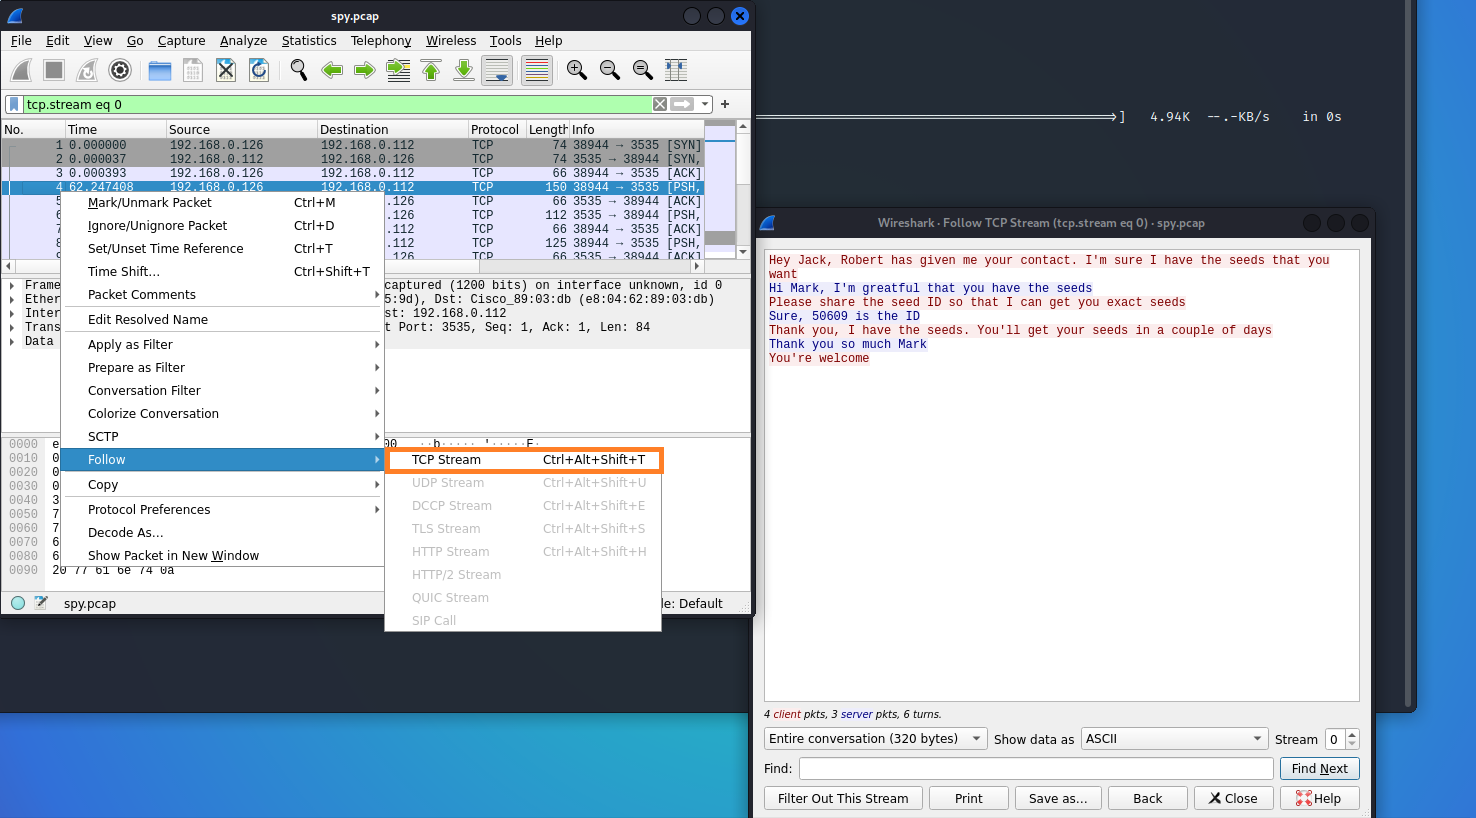 spy.pcap
File Edit View Go Capture Analyze Statistics Telephony Wireless Tools Help
tcp.stream eq 0
No. Time Source Destination Protocol Length Info
1 0.000000 192.168.0.126 192.168.0.112 TCP 74 38944 → 3535 [SYN]
2 0.000037 192.168.0.112 192.168.0.126 TCP 74 3535 → 38944 [SYN,
3 0.000393 192.168.0.126 192.168.0.112 TCP 66 38944 → 3535 [ACK]
4 62.247408 192.168.0.126 192.168.0.112 TCP 150 38944 → 3535 [PSH,
.126 TCP 66 3535 → 38944 [ACK]
6 .126 TCP 112 3535 → 38944 [PSH,
.112 TCP 66 38944 → 3535 [ACK]
8 .112 TCP 125 38944 → 3535 [PSH,
.126 TCP 66 3535 → 38944 [ACK]
Mark/Unmark Packet Ctrl+M
Ignore/Unignore Packet Ctrl+D
Set/Unset Time Reference Ctrl+T
Time Shift... Ctrl+Shift+T
Packet Comments
Edit Resolved Name
Apply as Filter
Prepare as Filter
Conversation Filter
Colorize Conversation
SCTP
Follow
Copy
Protocol Preferences
Decode As...
Show Packet in New Window
Frame captured (1200 bits) on interface unknown, id 0
Ether 5:9d), Dst: Cisco_89:03:db (e8:04:62:89:03:db)
Inter st: 192.168.0.112
Trans t Port: 3535, Seq: 1, Ack: 1, Len: 84
Data
0000 e 00 ··b····· '·····E·
0010 0
0020 0
0030 0
0040 3
0050 7
0060 7
0070 6
0080 6
0090 20 77 61 6e 74 0a
TCP Stream Ctrl+Alt+Shift+T
UDP Stream Ctrl+Alt+Shift+U
DCCP Stream Ctrl+Alt+Shift+E
TLS Stream Ctrl+Alt+Shift+S
HTTP Stream Ctrl+Alt+Shift+H
HTTP/2 Stream
QUIC Stream
SIP Call
spy.pcap le: Default
] 4.94K --.-KB/s in 0s
Wireshark · Follow TCP Stream (tcp.stream eq 0) · spy.pcap
Hey Jack, Robert has given me your contact. I'm sure I have the seeds that you
want
Hi Mark, I'm greatful that you have the seeds
Please share the seed ID so that I can get you exact seeds
Sure, 50609 is the ID
Thank you, I have the seeds. You'll get your seeds in a couple of days
Thank you so much Mark
You're welcome
4 client pkts, 3 server pkts, 6 turns.
Entire conversation (320 bytes) Show data as ASCII Stream 0
Find: Find Next
Filter Out This Stream Print Save as... Back Close Help